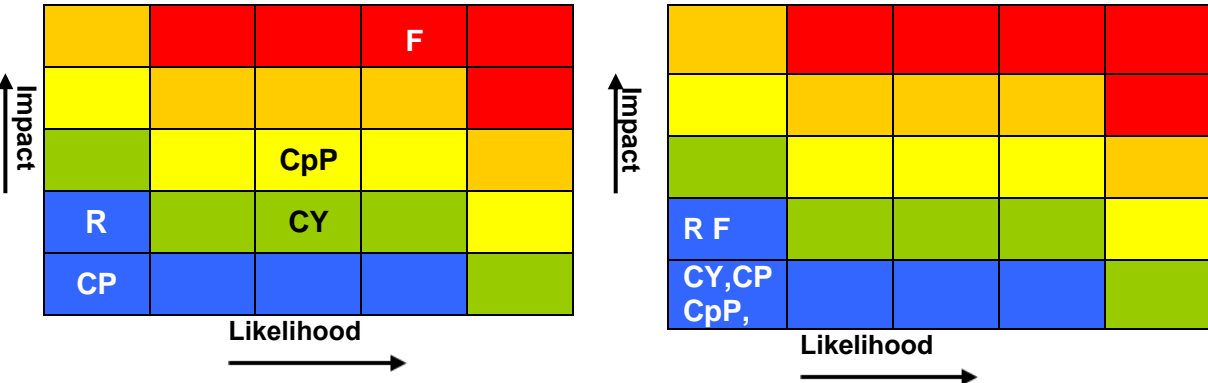 F
Impact
CpP
R
CY
CP
Likelihood
Impact
R F
CY,CP
CpP,
Likelihood